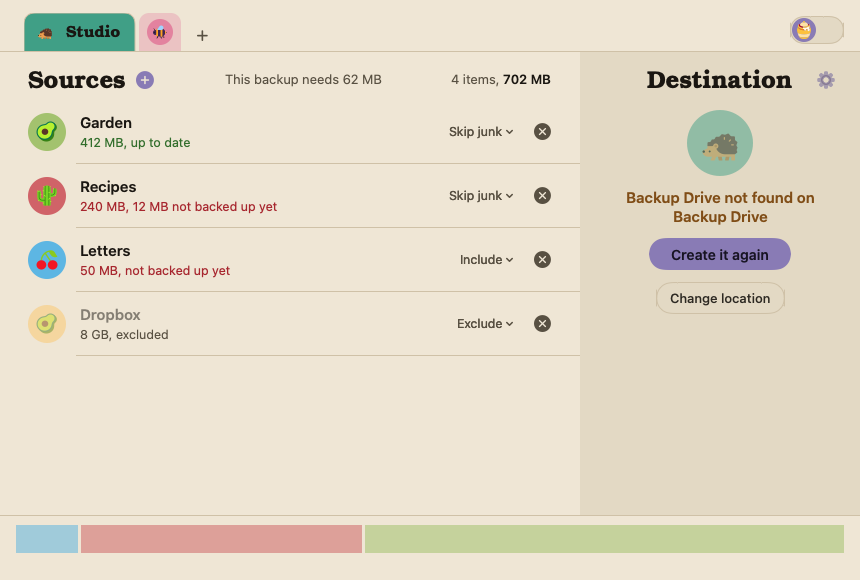 Studio
+
Sources
This backup needs 62 MB
4 items, 702 MB
Garden
412 MB, up to date
Skip junk
Recipes
240 MB, 12 MB not backed up yet
Skip junk
Letters
50 MB, not backed up yet
Include
Dropbox
8 GB, excluded
Exclude
Destination
Backup Drive not found on
Backup Drive
Create it again
Change location